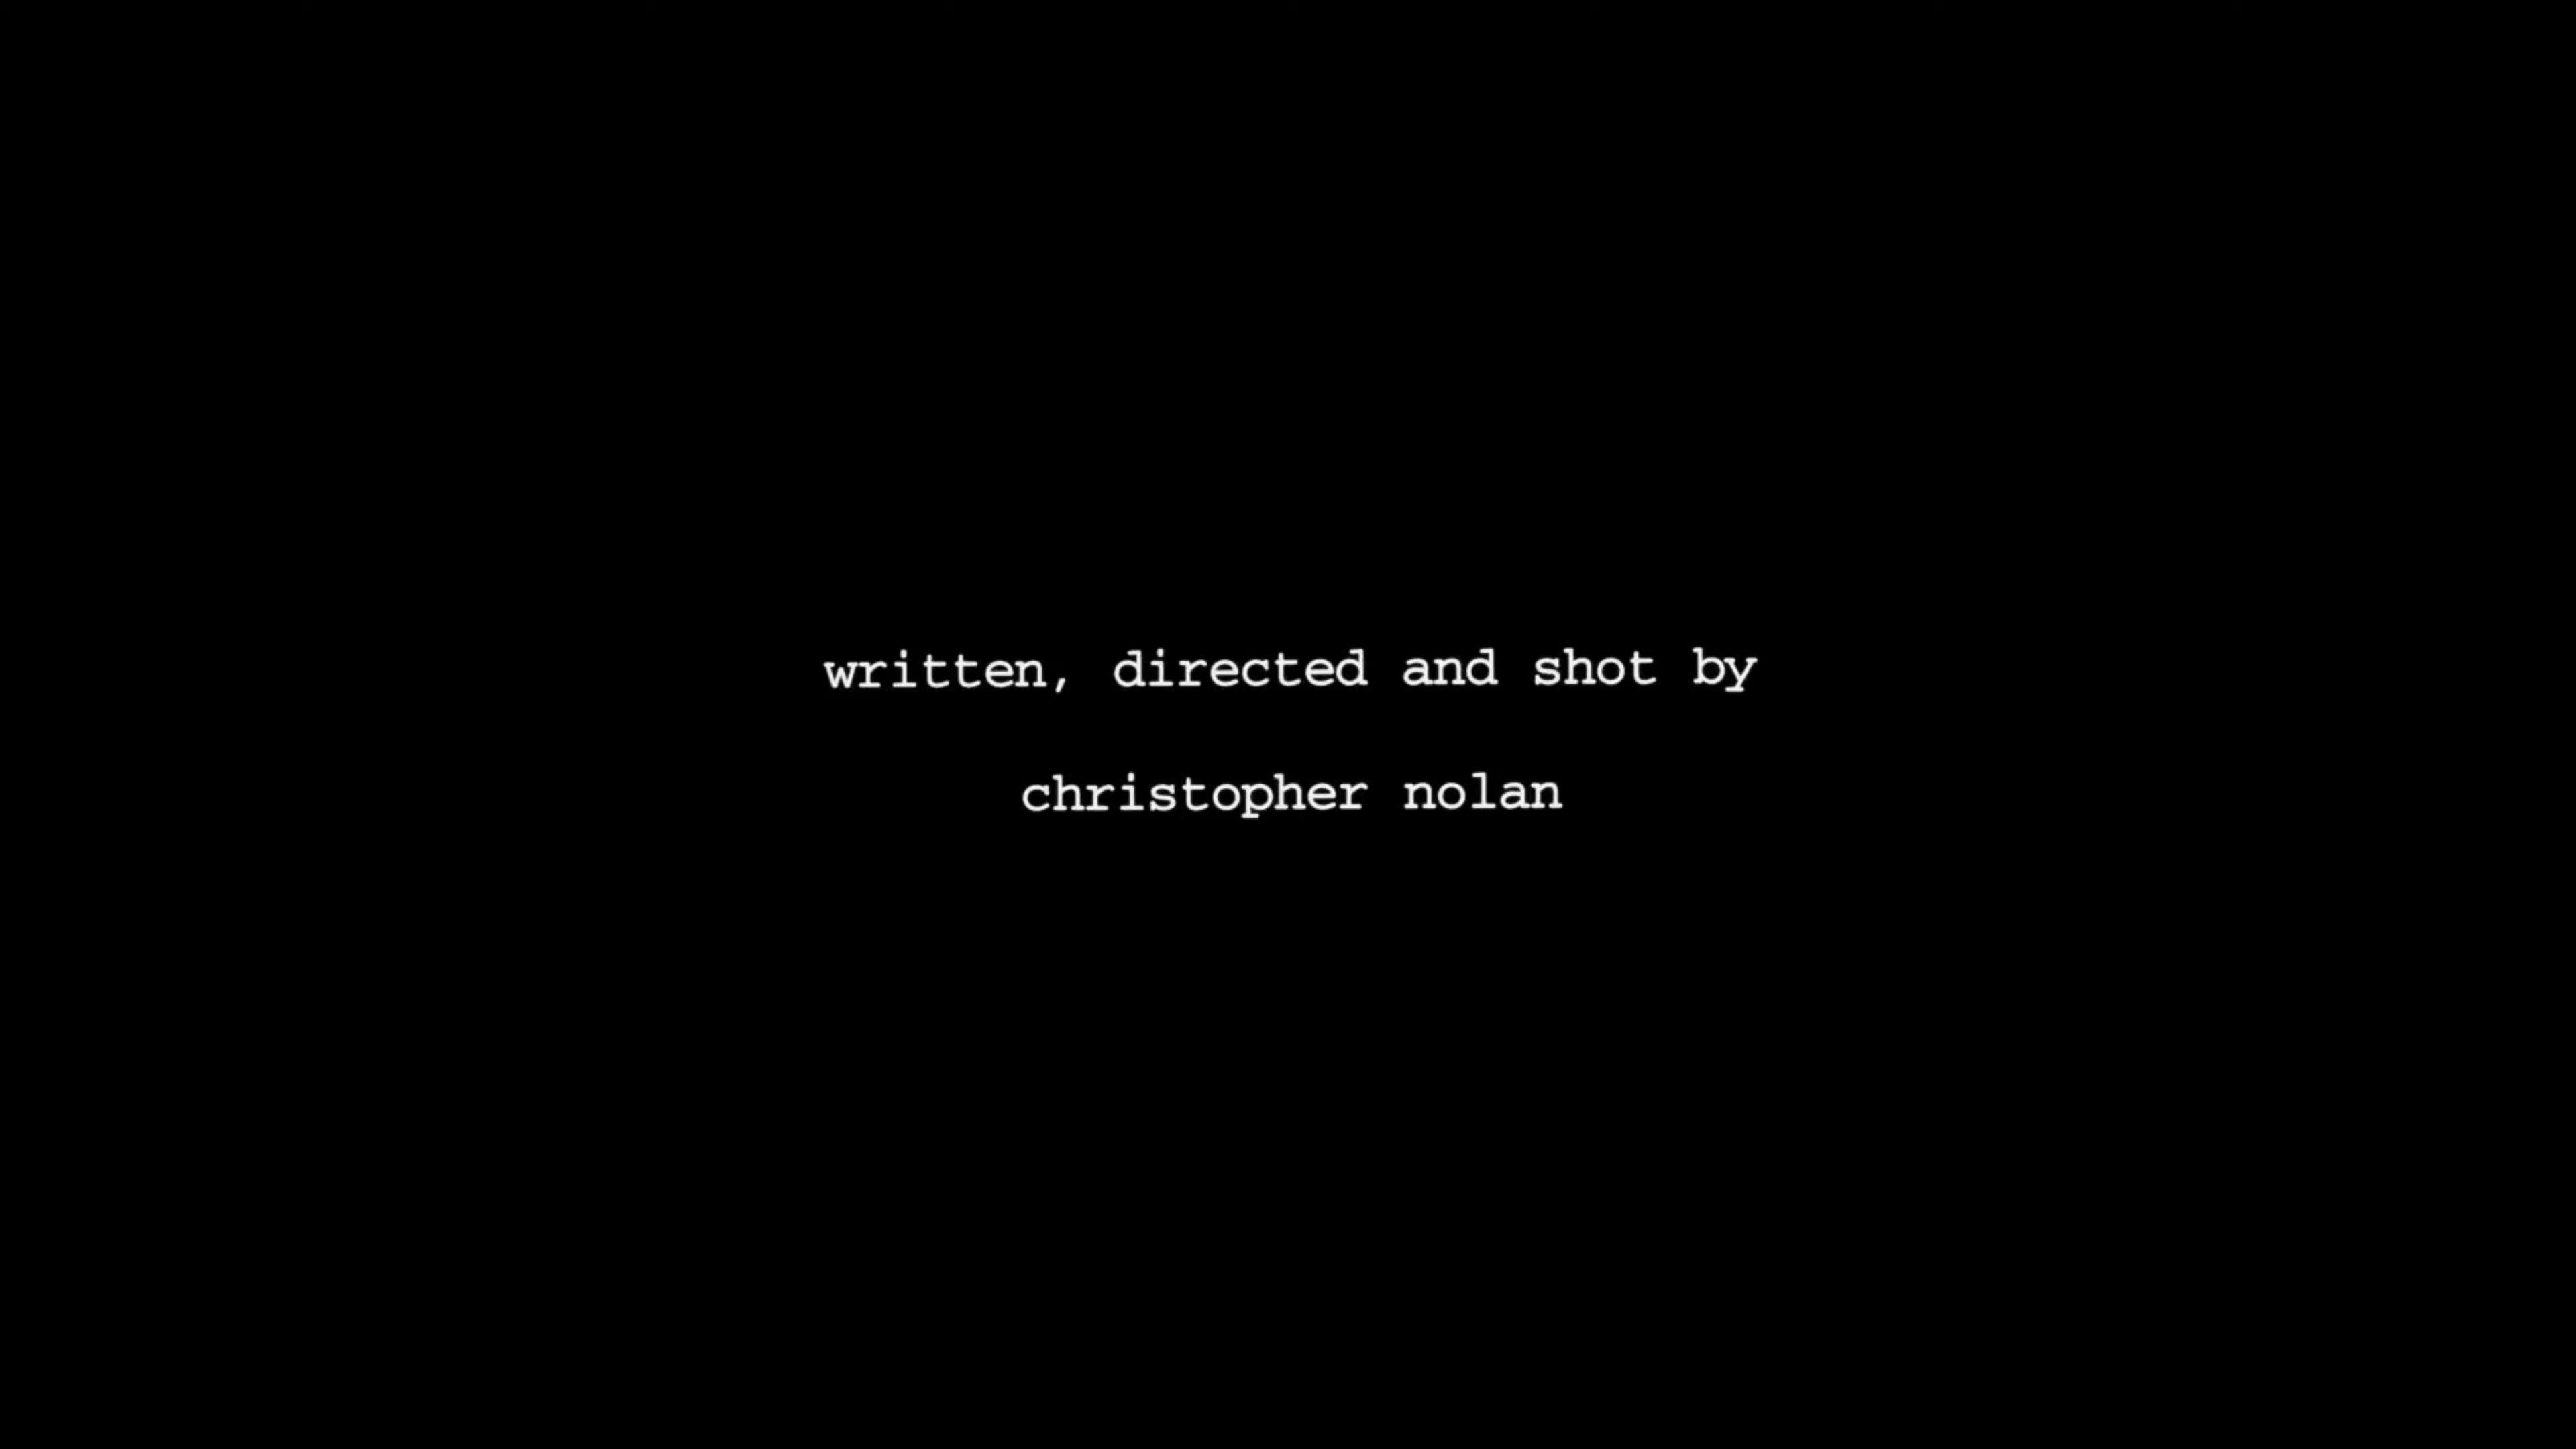 written, directed and shot by
christopher nolan